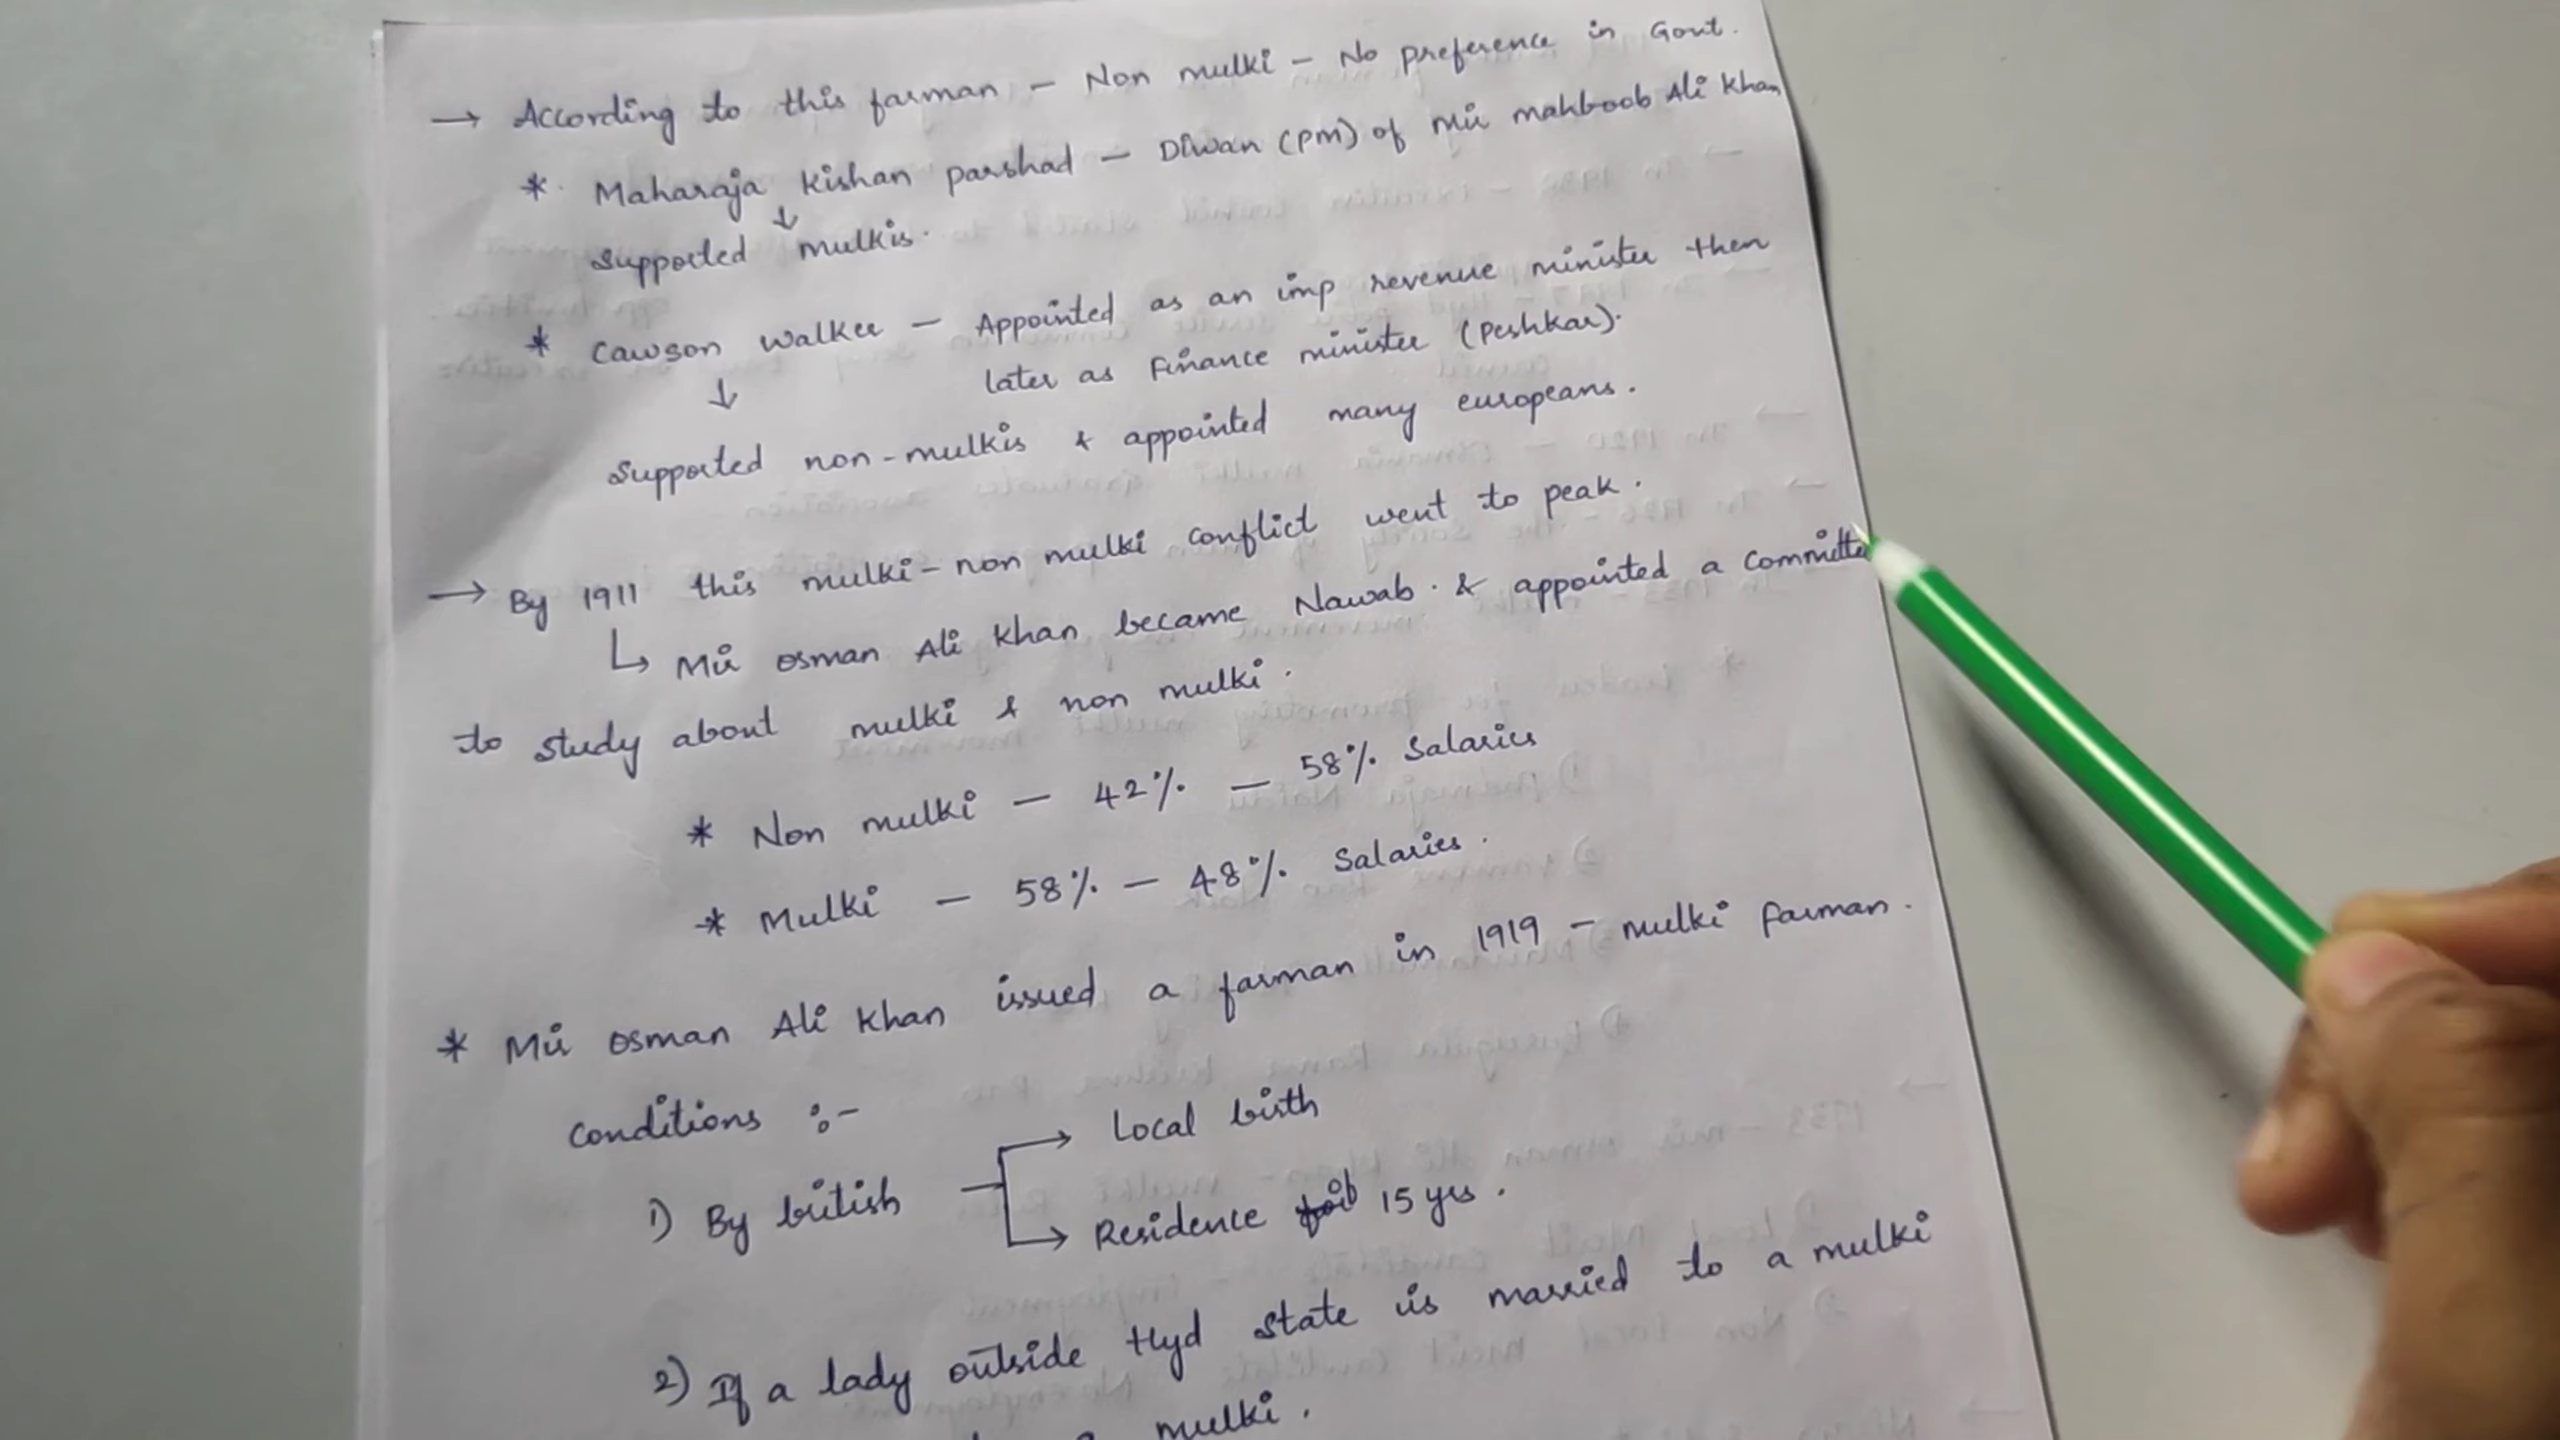 → According to this farman - Non mulki - No preference in Govt.
* Maharaja Kishan parshad - Diwan (PM) of Mir mahboob Ali Khan
↓
Supported mulkis.
* Cawson Walker - Appointed as an imp revenue minister then
later as Finance minister (Peshkar).
↓
Supported non-mulkis & appointed many europeans.
→ By 1911 this mulki-non mulki conflict went to peak.
↳ Mir osman Ali Khan became Nawab. & appointed a committee
to study about mulki & non mulki.
* Non mulki - 42% - 58% Salaries
* Mulki - 58% - 48% Salaries.
* Mir osman Ali Khan issued a farman in 1919 - mulki farman.
Conditions :-
→ Local birth
1) By british
→ Residence 15 yrs.
2) If a lady outside Hyd state is married to a mulki
mulki.